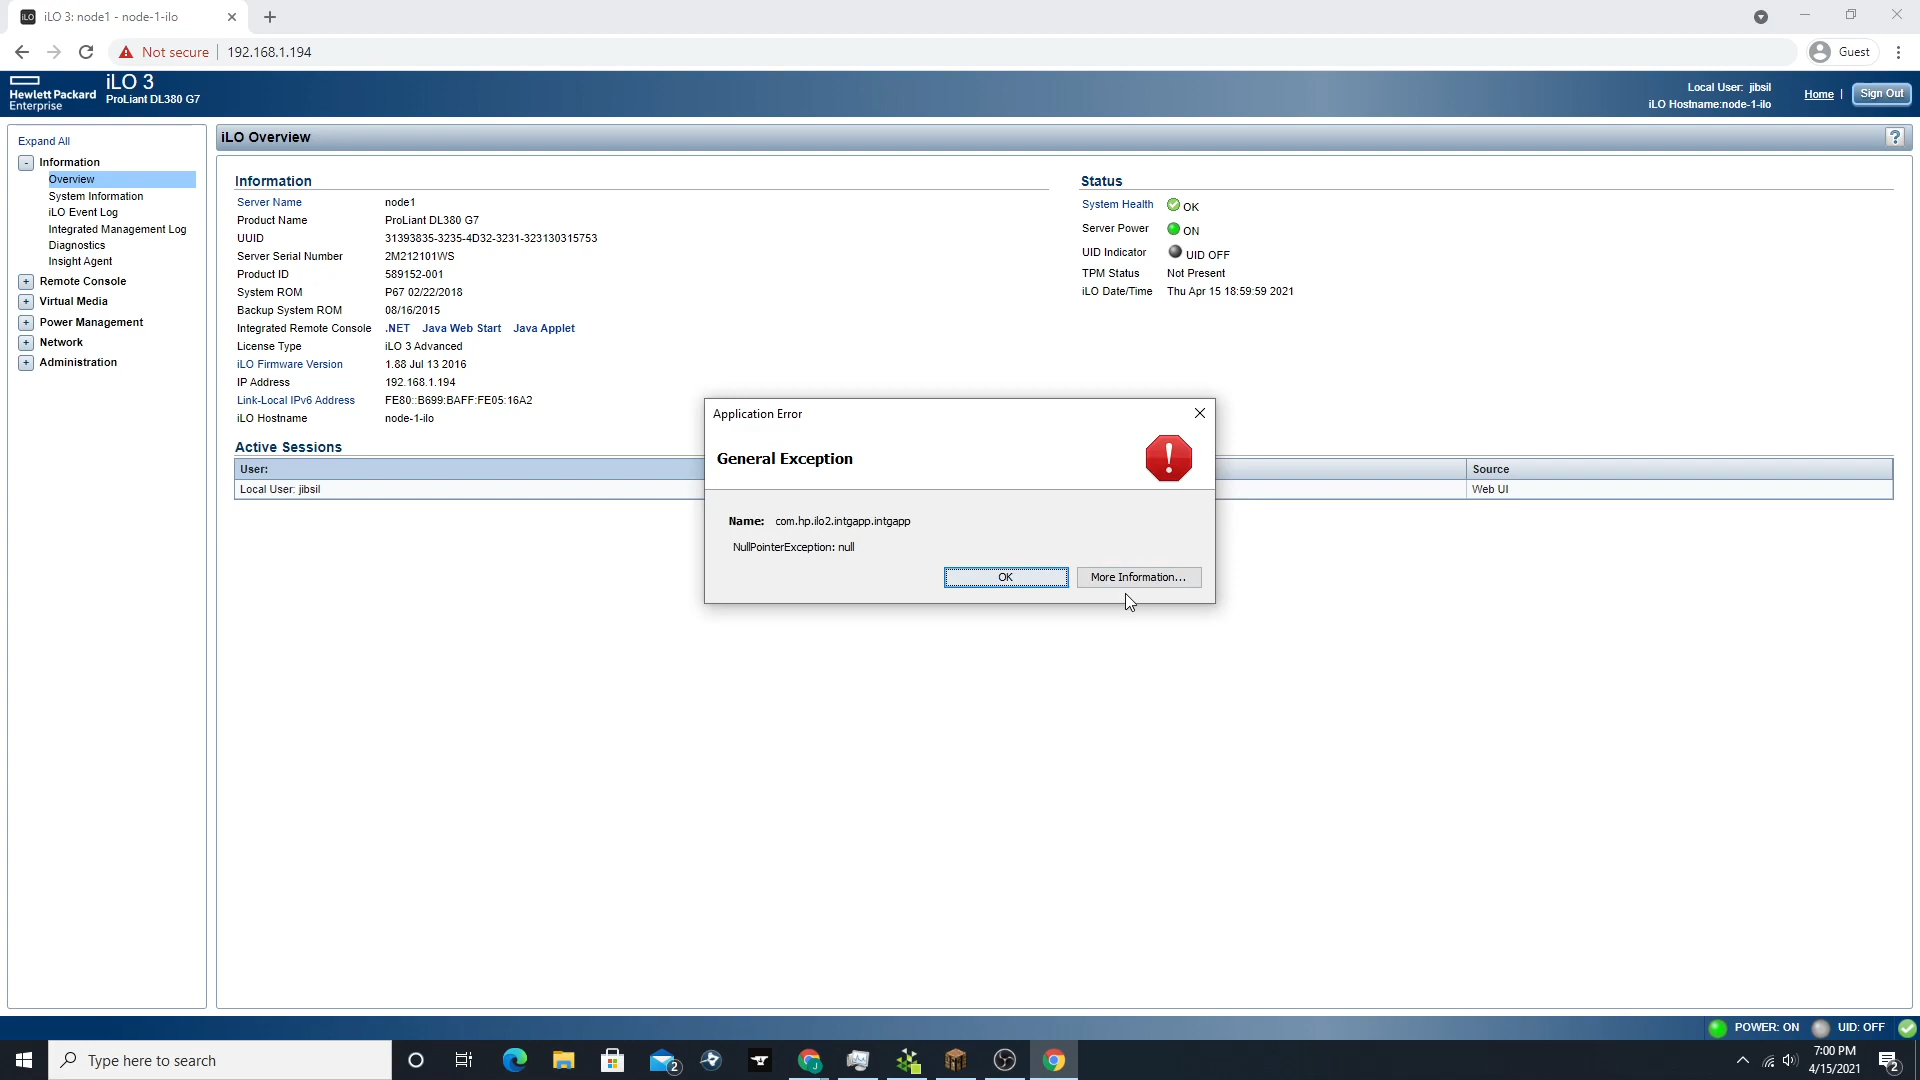 iLO
iLO 3: node1 - node-1-ilo
Not secure
192.168.1.194
Guest
Hewlett Packard
Enterprise
iLO 3
ProLiant DL380 G7
Local User: jibsil
iLO Hostname:node-1-ilo
Home |
Sign Out
Expand All
Information
Overview
System Information
iLO Event Log
Integrated Management Log
Diagnostics
Insight Agent
Remote Console
Virtual Media
Power Management
Network
Administration
iLO Overview
?
Information
Server Name node1
Product Name ProLiant DL380 G7
UUID 31393835-3235-4D32-3231-323130315753
Server Serial Number 2M212101WS
Product ID 589152-001
System ROM P67 02/22/2018
Backup System ROM 08/16/2015
Integrated Remote Console .NET Java Web Start Java Applet
License Type iLO 3 Advanced
iLO Firmware Version 1.88 Jul 13 2016
IP Address 192.168.1.194
Link-Local IPv6 Address FE80::B699:BAFF:FE05:16A2
iLO Hostname node-1-ilo
Status
System Health OK
Server Power ON
UID Indicator UID OFF
TPM Status Not Present
iLO Date/Time Thu Apr 15 18:59:59 2021
Active Sessions
User: Source
Local User: jibsil Web UI
Application Error
General Exception
Name: com.hp.ilo2.intgapp.intgapp
NullPointerException: null
OK
More Information...
POWER: ON
UID: OFF
Type here to search
2
J
7:00 PM
4/15/2021
2